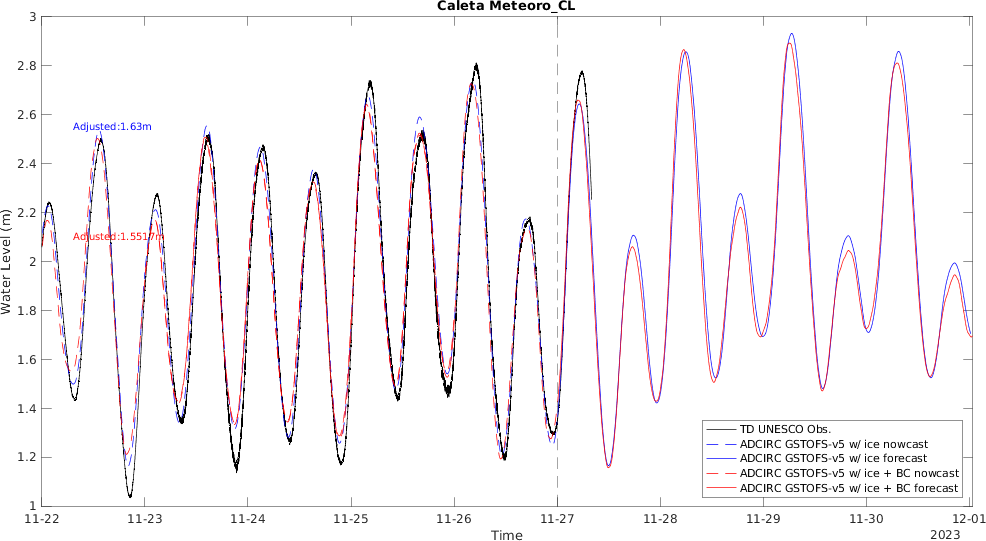 Caleta Meteoro_CL
3
2.8
2.6
2.4
2.2
2
1.8
1.6
1.4
1.2
1
Water Level (m)
Adjusted:1.63m
Adjusted:1.5517m
TD UNESCO Obs.
ADCIRC GSTOFS-v5 w/ ice nowcast
ADCIRC GSTOFS-v5 w/ ice forecast
ADCIRC GSTOFS-v5 w/ ice + BC nowcast
ADCIRC GSTOFS-v5 w/ ice + BC forecast
11-22 11-23 11-24 11-25 11-26 11-27 11-28 11-29 11-30 12-01
Time
2023